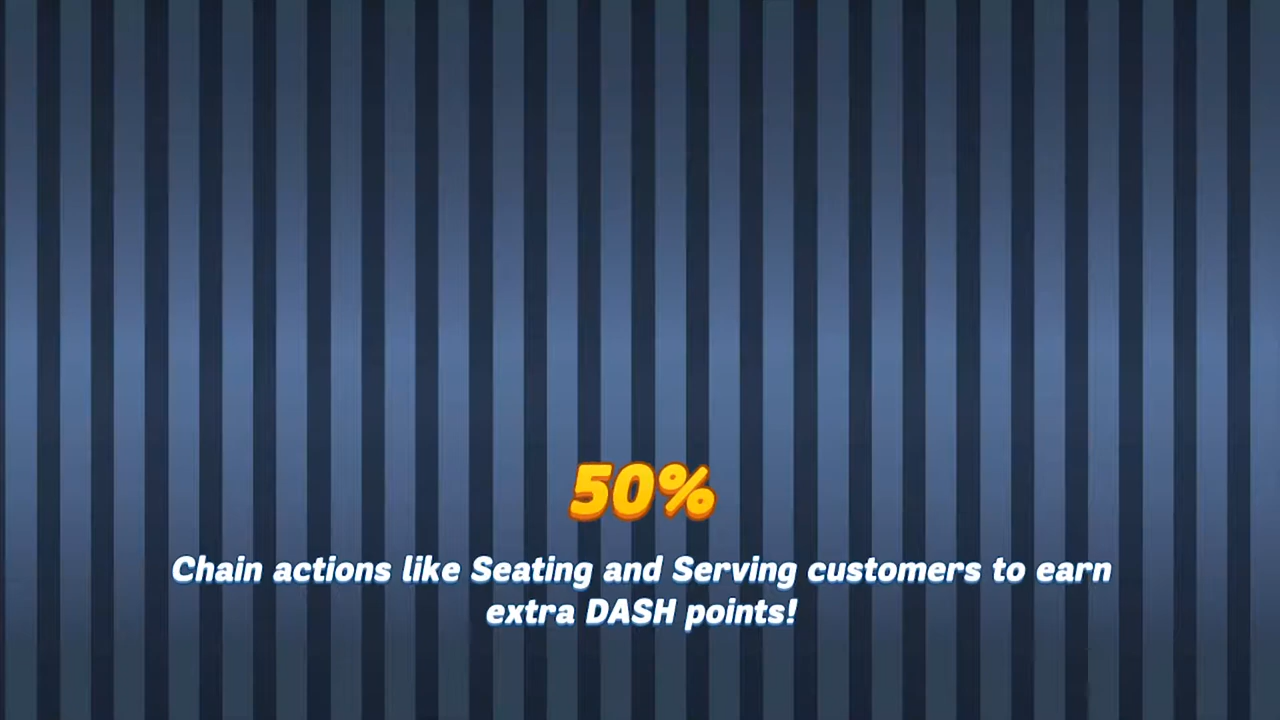 50%
Chain actions like Seating and Serving customers to earn
extra DASH points!